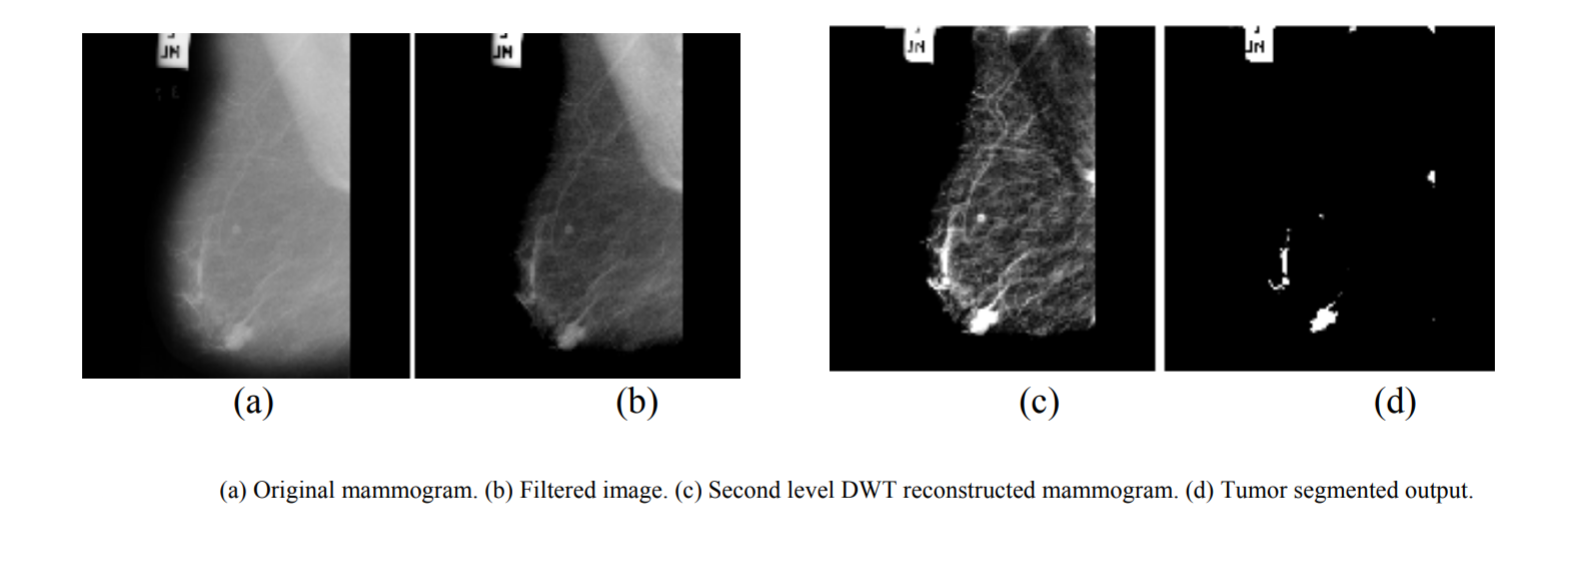 JN
JN
JN
JN
(a)
(b)
(c)
(d)
(a) Original mammogram. (b) Filtered image. (c) Second level DWT reconstructed mammogram. (d) Tumor segmented output.